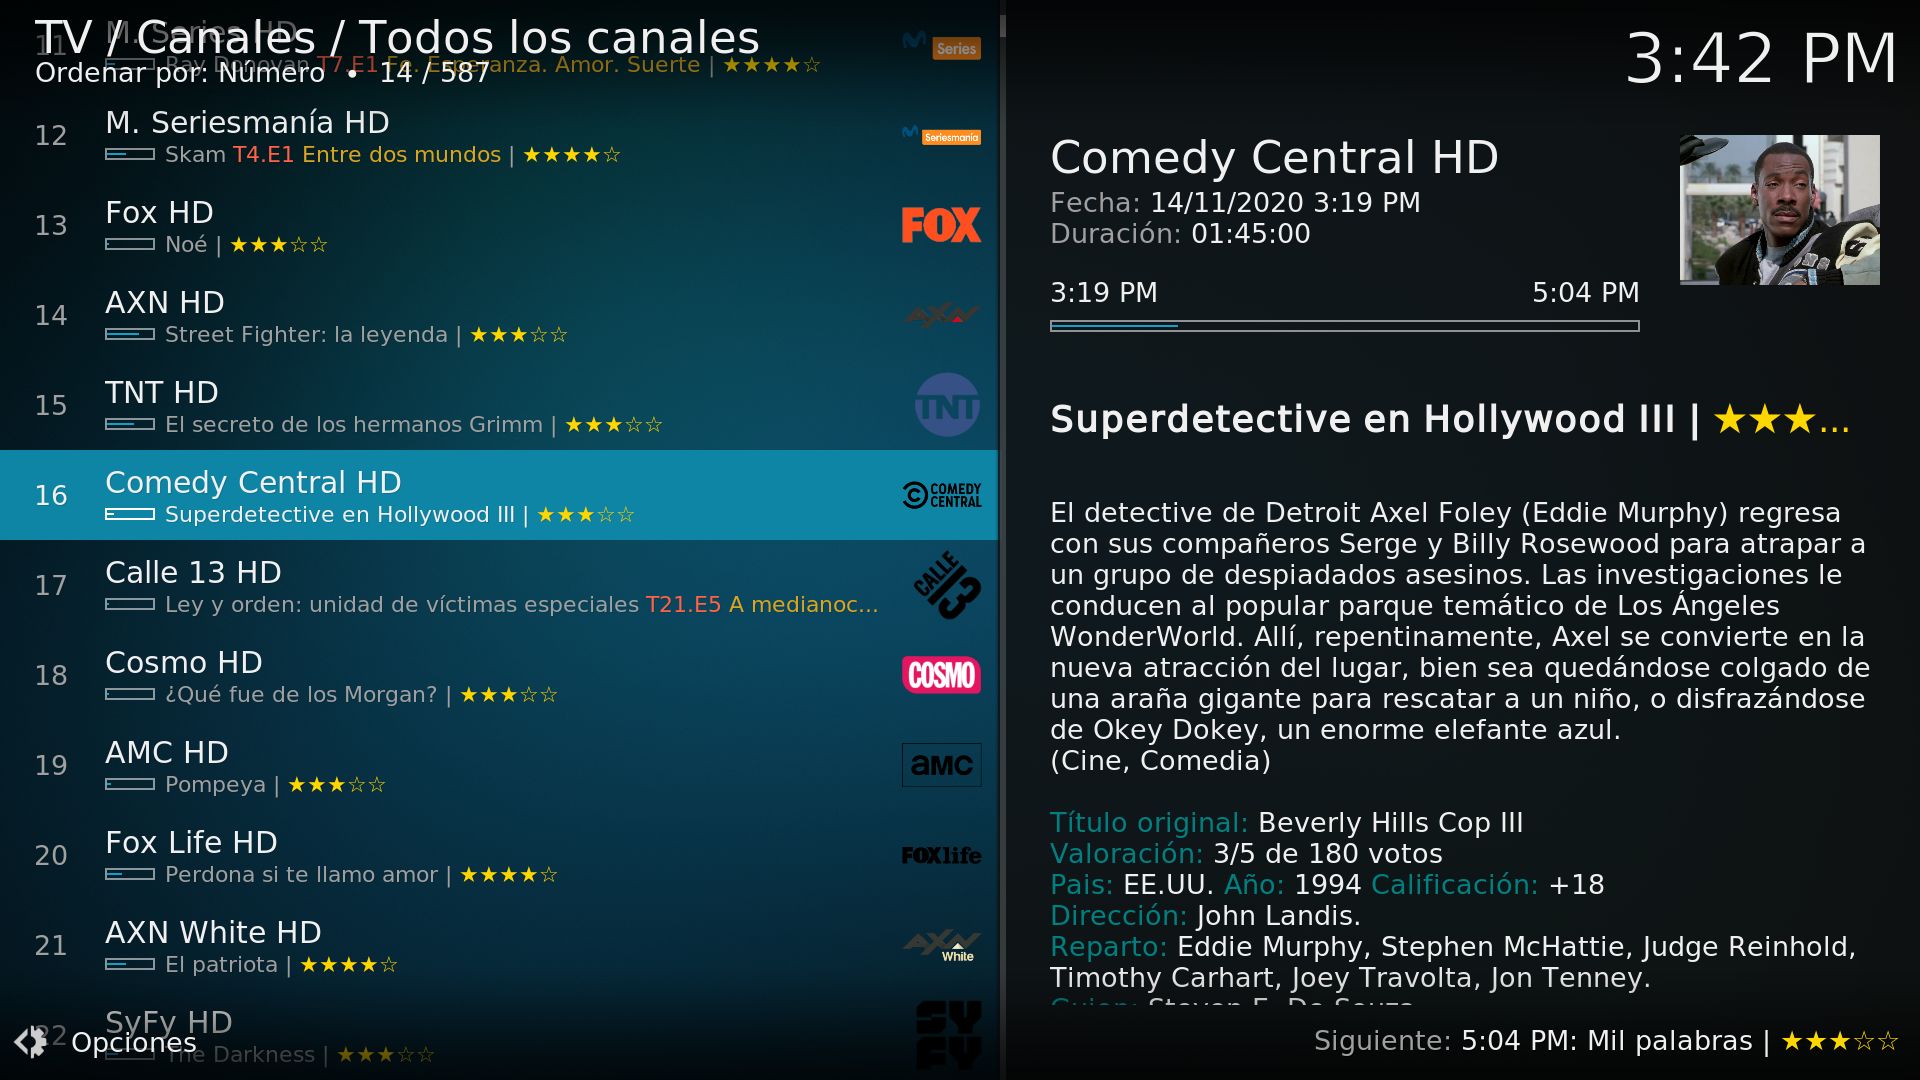 TV / Canales / Todos los canales
Ordenar por: Número • 14 / 587
3:42 PM
11 M. Series HD
Ray Donovan T7.E1 Fe. Esperanza. Amor. Suerte | ★★★★☆
Series
12 M. Seriesmanía HD
Skam T4.E1 Entre dos mundos | ★★★★☆
Seriesmanía
13 Fox HD
Noé | ★★★☆☆
FOX
14 AXN HD
Street Fighter: la leyenda | ★★★☆☆
AXN
15 TNT HD
El secreto de los hermanos Grimm | ★★★☆☆
TNT
16 Comedy Central HD
Superdetective en Hollywood III | ★★★☆☆
COMEDY
CENTRAL
17 Calle 13 HD
Ley y orden: unidad de víctimas especiales T21.E5 A medianoc...
CALLE
13
18 Cosmo HD
¿Qué fue de los Morgan? | ★★★☆☆
COSMO
19 AMC HD
Pompeya | ★★★☆☆
aMC
20 Fox Life HD
Perdona si te llamo amor | ★★★★☆
FOXlife
21 AXN White HD
El patriota | ★★★★☆
AXN
White
22 SyFy HD
The Darkness | ★★★☆☆
SY
FY
Opciones
Comedy Central HD
Fecha: 14/11/2020 3:19 PM
Duración: 01:45:00
3:19 PM 5:04 PM
Superdetective en Hollywood III | ★★★...
El detective de Detroit Axel Foley (Eddie Murphy) regresa
con sus compañeros Serge y Billy Rosewood para atrapar a
un grupo de despiadados asesinos. Las investigaciones le
conducen al popular parque temático de Los Ángeles
WonderWorld. Allí, repentinamente, Axel se convierte en la
nueva atracción del lugar, bien sea quedándose colgado de
una araña gigante para rescatar a un niño, o disfrazándose
de Okey Dokey, un enorme elefante azul.
(Cine, Comedia)
Título original: Beverly Hills Cop III
Valoración: 3/5 de 180 votos
Pais: EE.UU. Año: 1994 Calificación: +18
Dirección: John Landis.
Reparto: Eddie Murphy, Stephen McHattie, Judge Reinhold,
Timothy Carhart, Joey Travolta, Jon Tenney.
Guion: Steven E. De Souza
Siguiente: 5:04 PM: Mil palabras | ★★★☆☆